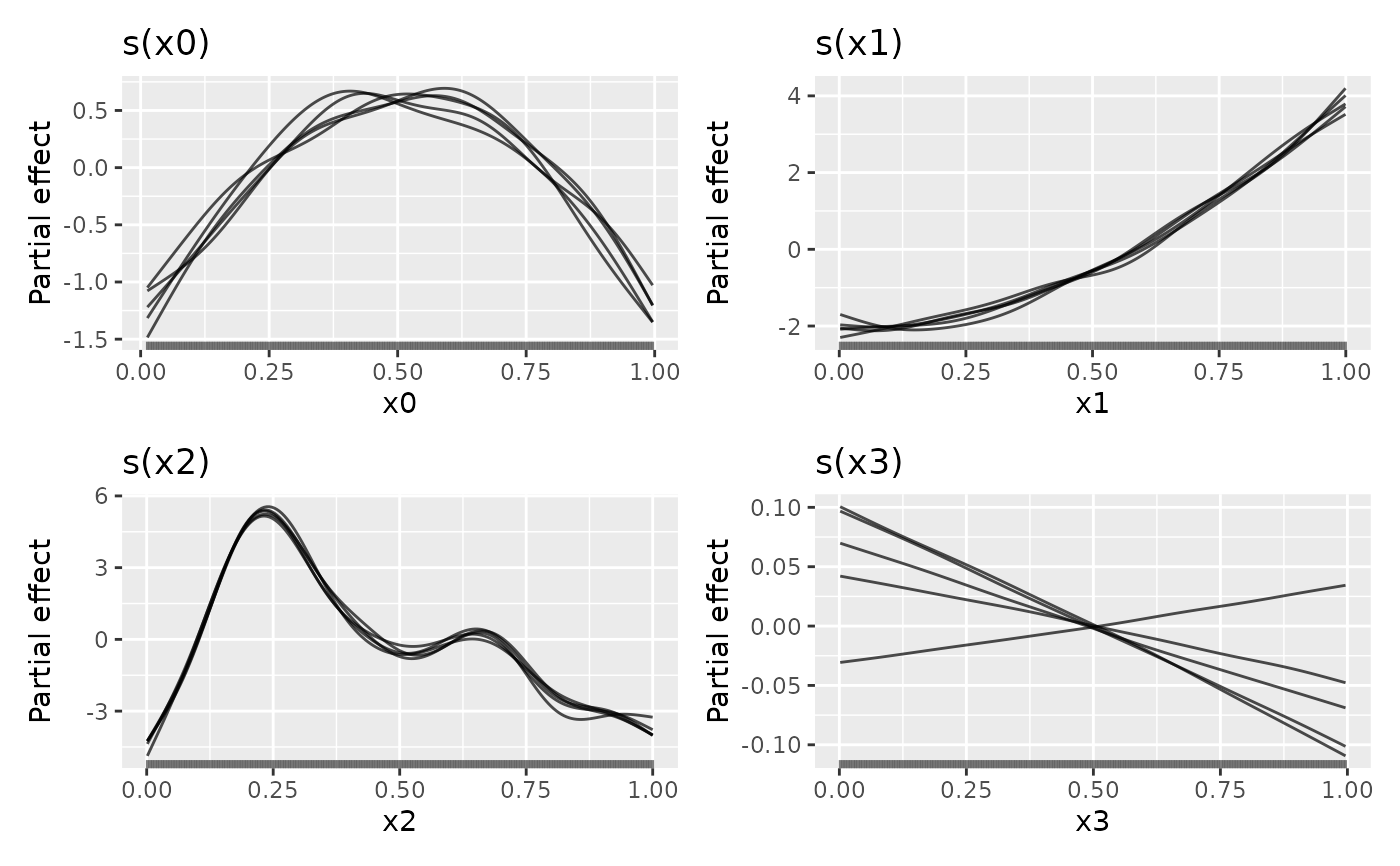 s(x0)
Partial effect
0.5
0.0
-0.5
-1.0
-1.5
0.00 0.25 0.50 0.75 1.00
x0
s(x1)
Partial effect
4
2
0
-2
0.00 0.25 0.50 0.75 1.00
x1
s(x2)
Partial effect
6
3
0
-3
0.00 0.25 0.50 0.75 1.00
x2
s(x3)
Partial effect
0.10
0.05
0.00
-0.05
-0.10
0.00 0.25 0.50 0.75 1.00
x3